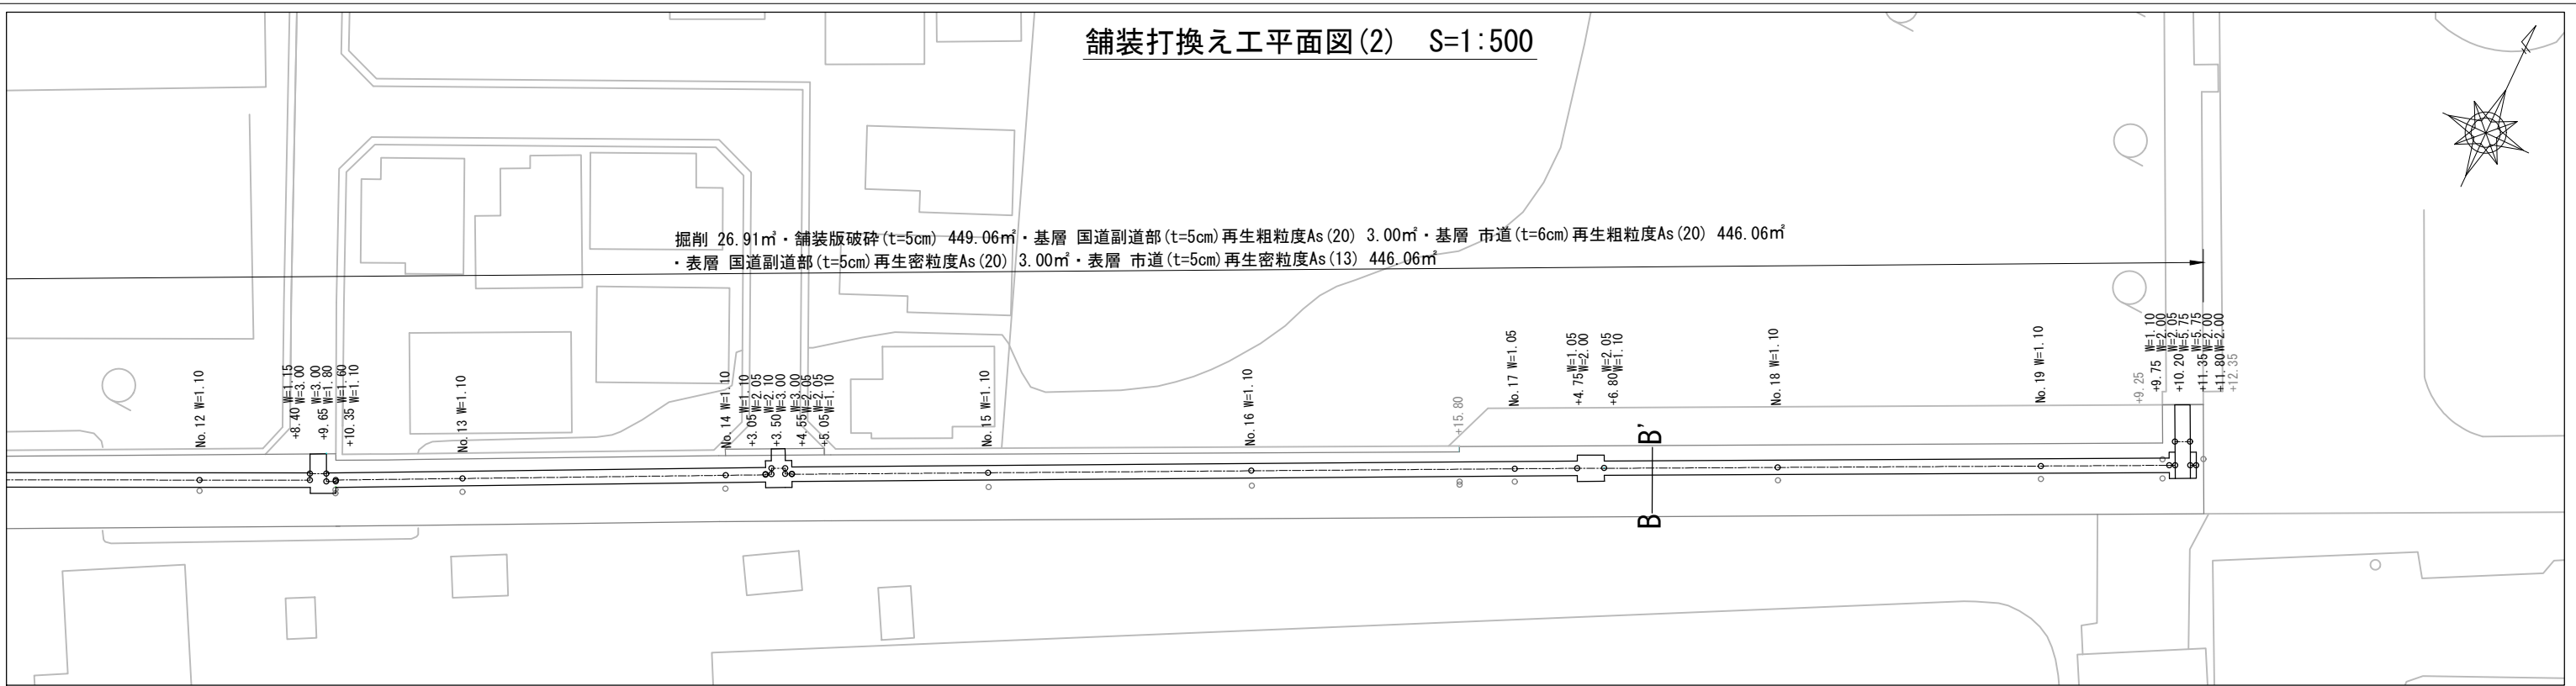 舗装打換え工平面図(2)　S=1:500
掘削 26.91㎡・舗装版破砕(t=5cm) 449.06㎡・基層 国道副道部(t=5cm)再生粗粒度As(20) 3.00㎡・基層 市道(t=6cm)再生粗粒度As(20) 446.06㎡
・表層 国道副道部(t=5cm)再生密粒度As(20) 3.00㎡・表層 市道(t=5cm)再生密粒度As(13) 446.06㎡
No.12 W=1.10
W=1.15
+8.40 W=3.00
W=3.00
+9.65 W=1.80
W=1.60
+10.35 W=1.10
No.13 W=1.10
No.14 W=1.10
W=1.10
+3.05 W=2.05
W=2.10
+3.50 W=3.00
W=3.00
+4.55 W=2.05
W=2.05
+5.05 W=1.10
No.15 W=1.10
No.16 W=1.10
+15.80
No.17 W=1.05
W=1.05
+4.75 W=2.00
W=2.05
+6.80 W=1.10
No.18 W=1.10
No.19 W=1.10
+9.25
W=1.10
+9.75 W=2.00
W=2.05
+10.20 W=5.75
W=5.75
+11.35 W=2.00
+11.80 W=2.00
+12.35
B'
B